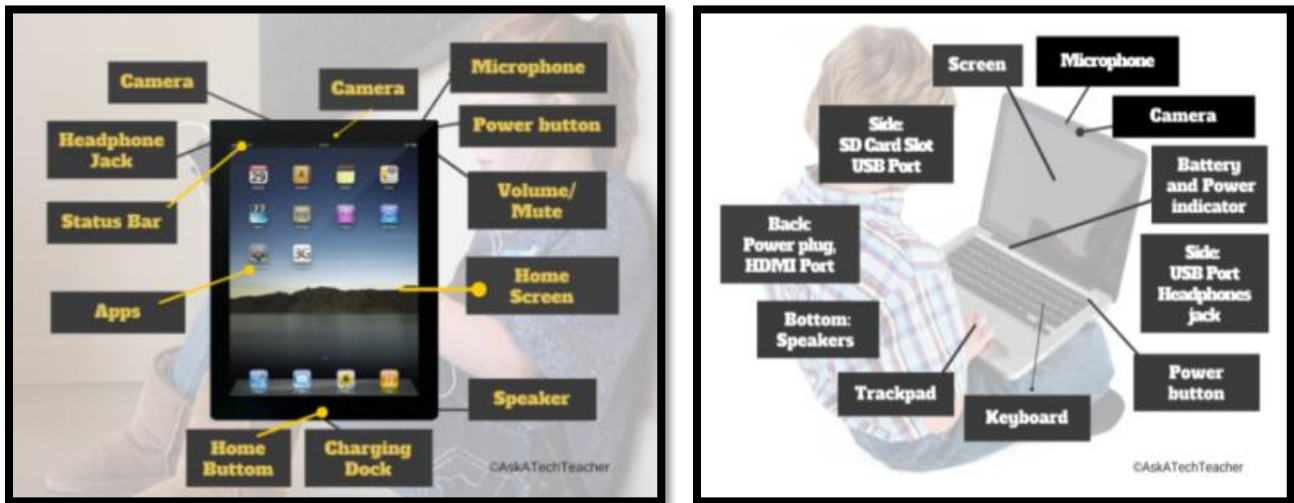 Camera
Camera
Microphone
Headphone
Jack
Power button
Status Bar
Volume/
Mute
Apps
Home
Screen
Speaker
Home
Buttom
Charging
Dock
29
3G
©AskATechTeacher
Screen
Microphone
Side:
SD Card Slot
USB Port
Camera
Battery
and Power
indicator
Back:
Power plug,
HDMI Port
Side:
USB Port
Headphones
jack
Bottom:
Speakers
Trackpad
Keyboard
Power
button
©AskATechTeacher